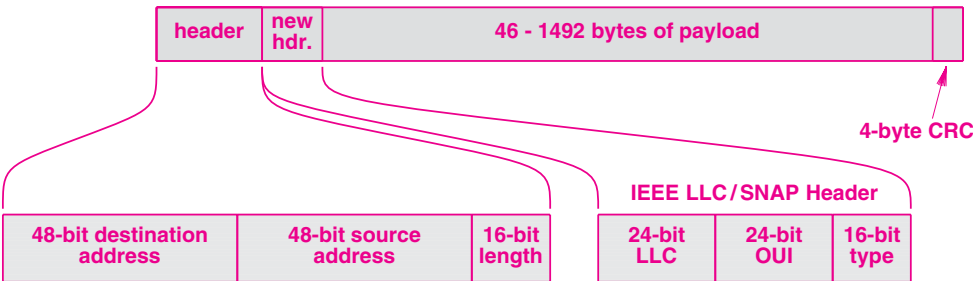 header
new
hdr.
46 - 1492 bytes of payload
4-byte CRC
IEEE LLC / SNAP Header
48-bit destination
address
48-bit source
address
16-bit
length
24-bit
LLC
24-bit
OUI
16-bit
type